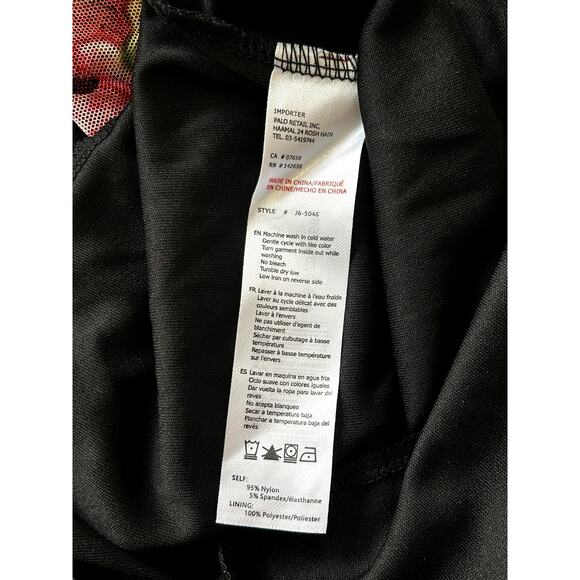 IMPORTER
PALO RETAIL INC.
HAAMAL 24 ROSH HAIN
TEL. 03-5419744
CA # 07658
RN # 142658
MADE IN CHINA/FABRIQUÉ
EN CHINE/HECHO EN CHINA
STYLE # J6-5046
EN Machine wash in cold water
Gentle cycle with like color
Turn garment inside out while
washing
No bleach
Tumble dry low
Low iron on reverse side
FR Laver à la machine à l'eau froide
Laver au cycle délicat avec des
couleurs semblables
Laver à l'envers
Ne pas utiliser d'agent de
blanchiment
Sécher par culbutage à basse
température
Repasser à basse température
sur l'envers
ES Lavar en maquina en agua fria
Ciclo suave con colores iguales
Dar vuelta la ropa para lavar del
revés
No acepta blanqueo
Secar a temperatura baja
Planchar a temperatura baja del
revés
SELF:
95% Nylon
5% Spandex/élasthanne
LINING:
100% Polyester/Poliester